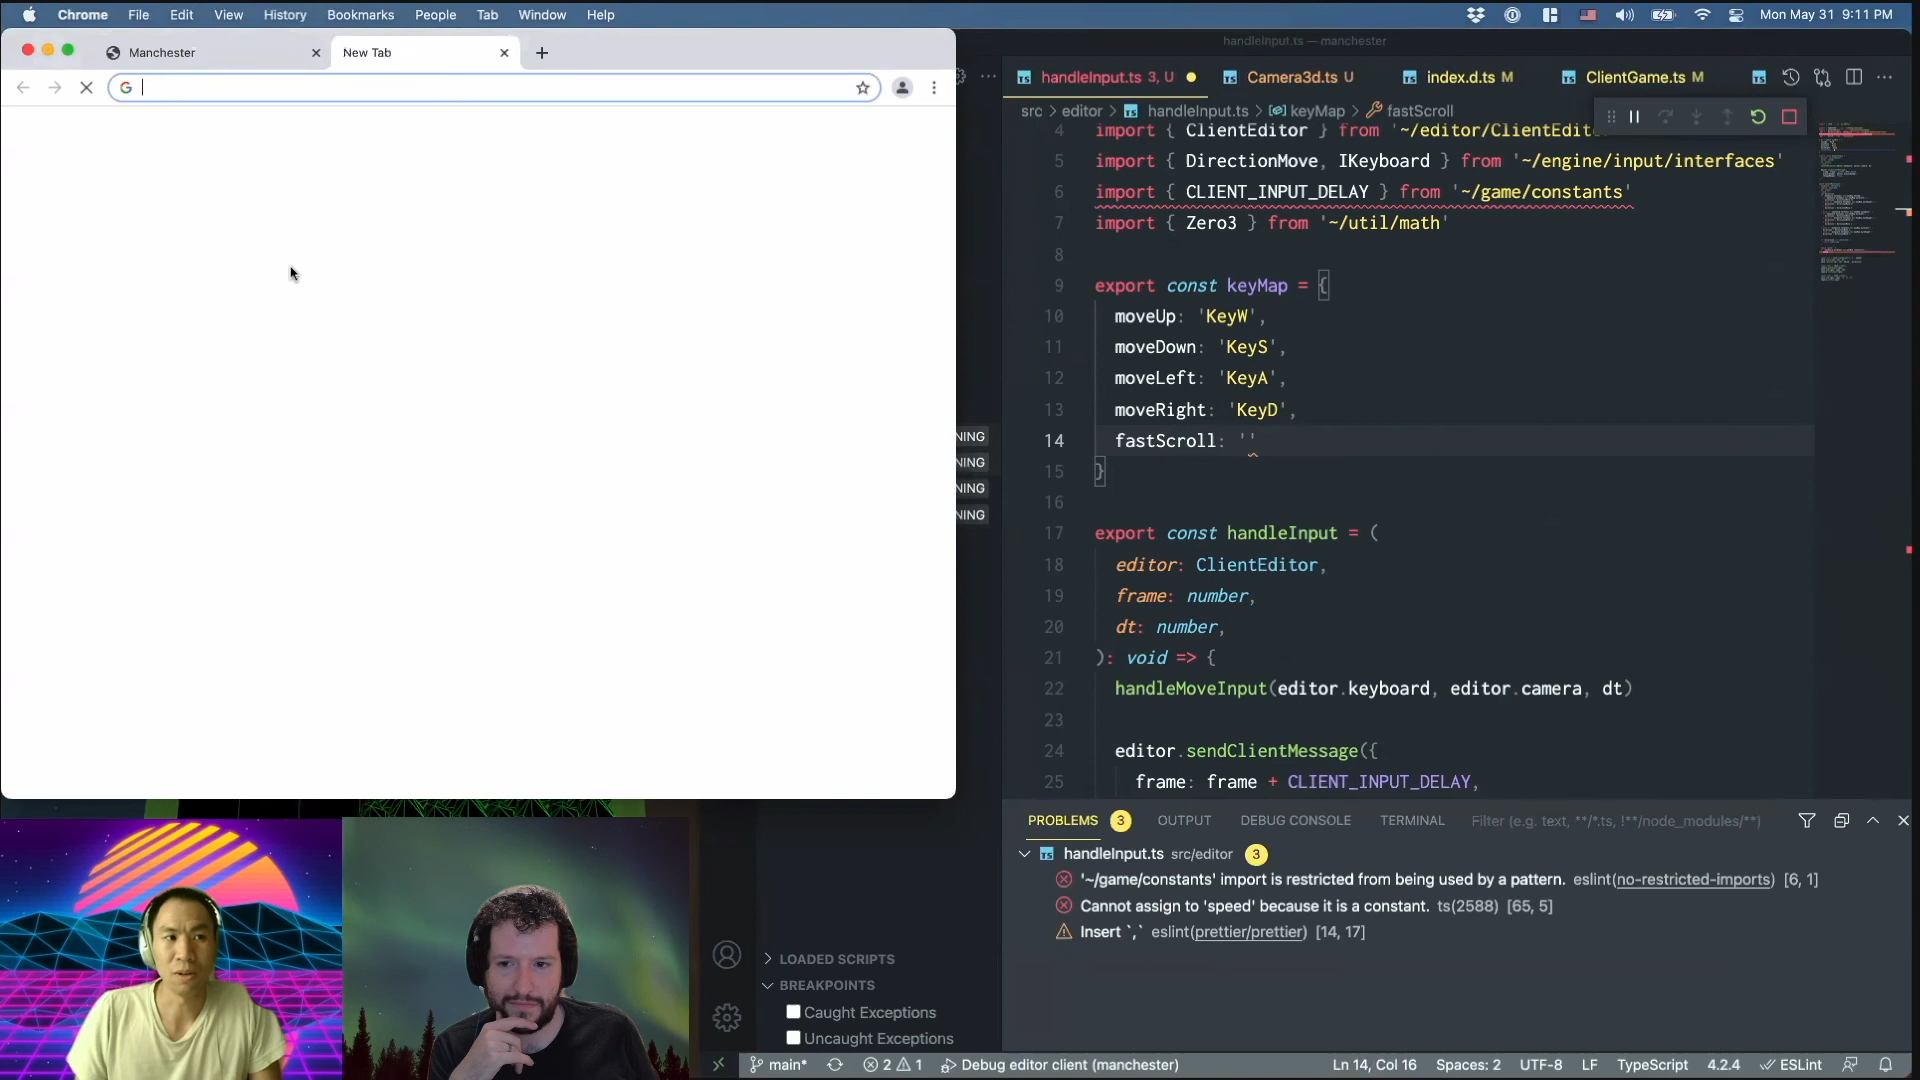 Chrome File Edit View History Bookmarks People Tab Window Help
Mon May 31 9:11 PM
Manchester
New Tab
handleInput.ts — manchester
handleInput.ts 3, U
Camera3d.ts U
index.d.ts M
ClientGame.ts M
src > editor > handleInput.ts > keyMap > fastScroll
4 import { ClientEditor } from '~/editor/ClientEdit
5 import { DirectionMove, IKeyboard } from '~/engine/input/interfaces'
6 import { CLIENT_INPUT_DELAY } from '~/game/constants'
7 import { Zero3 } from '~/util/math'
8
9 export const keyMap = {
10 moveUp: 'KeyW',
11 moveDown: 'KeyS',
12 moveLeft: 'KeyA',
13 moveRight: 'KeyD',
14 fastScroll: ''
15 }
16
17 export const handleInput = (
18 editor: ClientEditor,
19 frame: number,
20 dt: number,
21 ): void => {
22 handleMoveInput(editor.keyboard, editor.camera, dt)
23
24 editor.sendClientMessage({
25 frame: frame + CLIENT_INPUT_DELAY,
NING
NING
NING
NING
PROBLEMS 3 OUTPUT DEBUG CONSOLE TERMINAL Filter (e.g. text, **/*.ts, !**/node_modules/**)
handleInput.ts src/editor 3
'~/game/constants' import is restricted from being used by a pattern. eslint(no-restricted-imports) [6, 1]
Cannot assign to 'speed' because it is a constant. ts(2588) [65, 5]
Insert `,` eslint(prettier/prettier) [14, 17]
LOADED SCRIPTS
BREAKPOINTS
Caught Exceptions
Uncaught Exceptions
main* 2 1 Debug editor client (manchester)
Ln 14, Col 16 Spaces: 2 UTF-8 LF TypeScript 4.2.4 ESLint